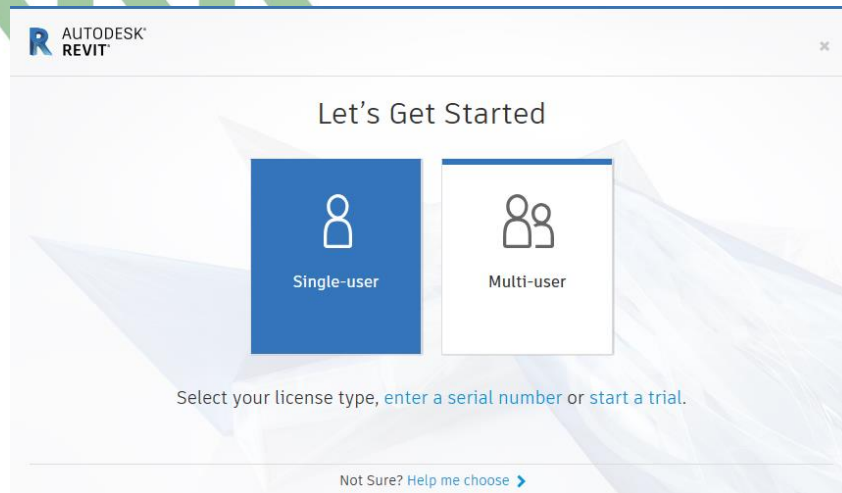 AUTODESK®
REVIT®
Let's Get Started
Single-user
Multi-user
Select your license type, enter a serial number or start a trial.
Not Sure? Help me choose